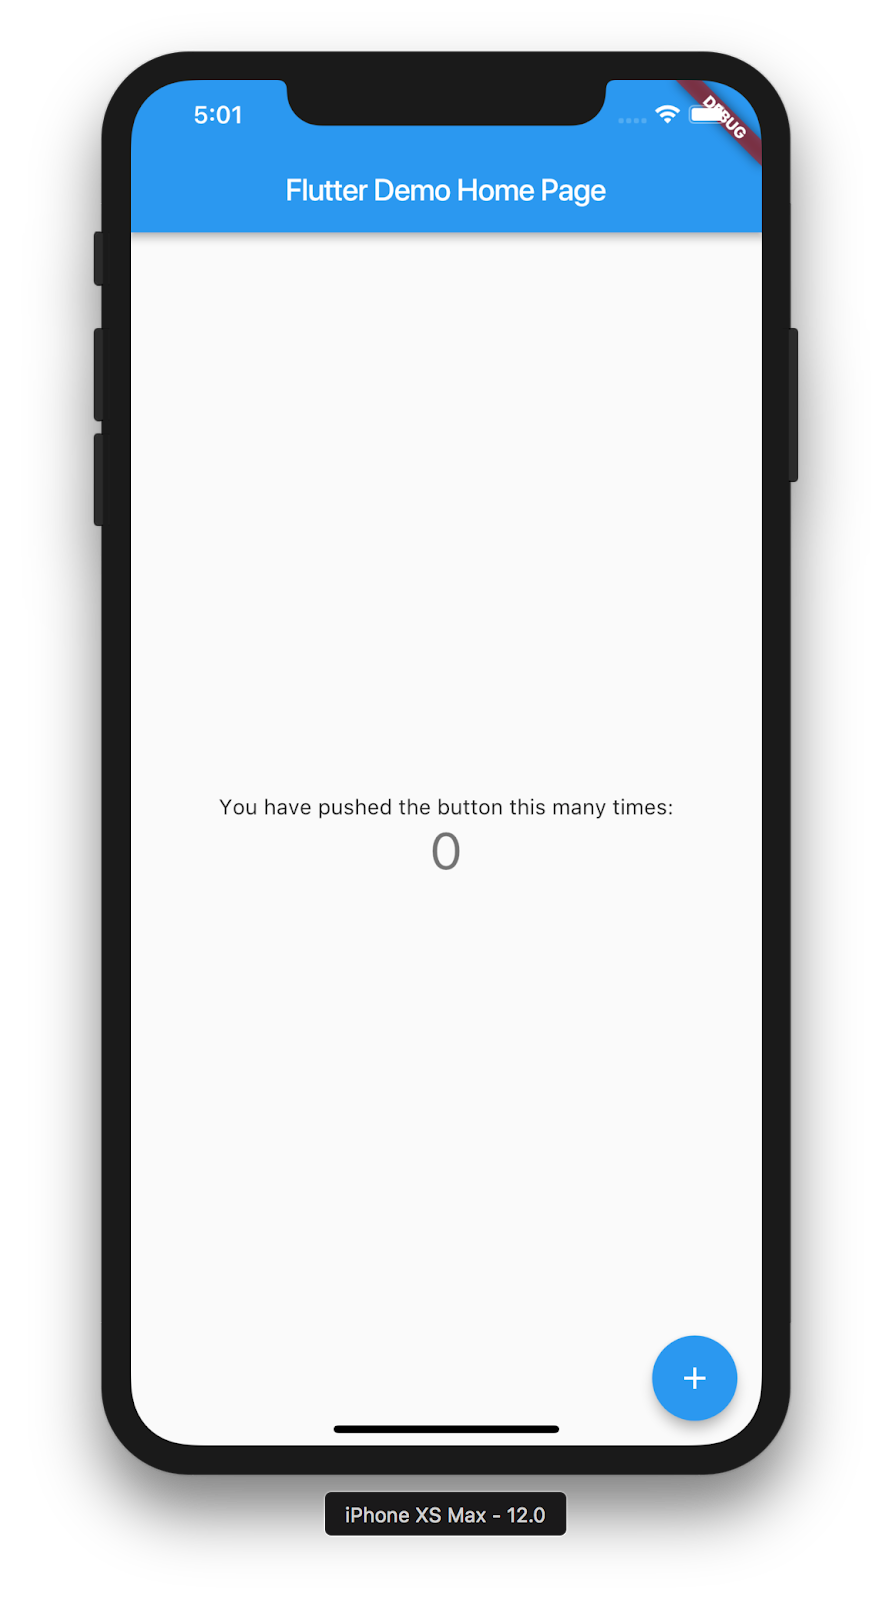 5:01
DEBUG
Flutter Demo Home Page
You have pushed the button this many times:
0
+
iPhone XS Max - 12.0